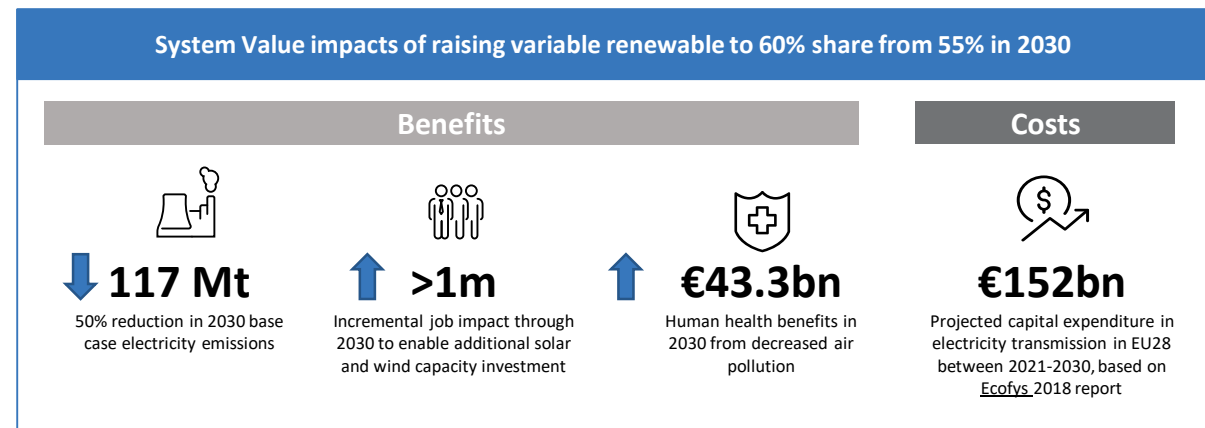 System Value impacts of raising variable renewable to 60% share from 55% in 2030
Benefits
Costs
117 Mt
50% reduction in 2030 base
case electricity emissions
>1m
Incremental job impact through
2030 to enable additional solar
and wind capacity investment
€43.3bn
Human health benefits in
2030 from decreased air
pollution
$
€152bn
Projected capital expenditure in
electricity transmission in EU28
between 2021-2030, based on
Ecofys 2018 report